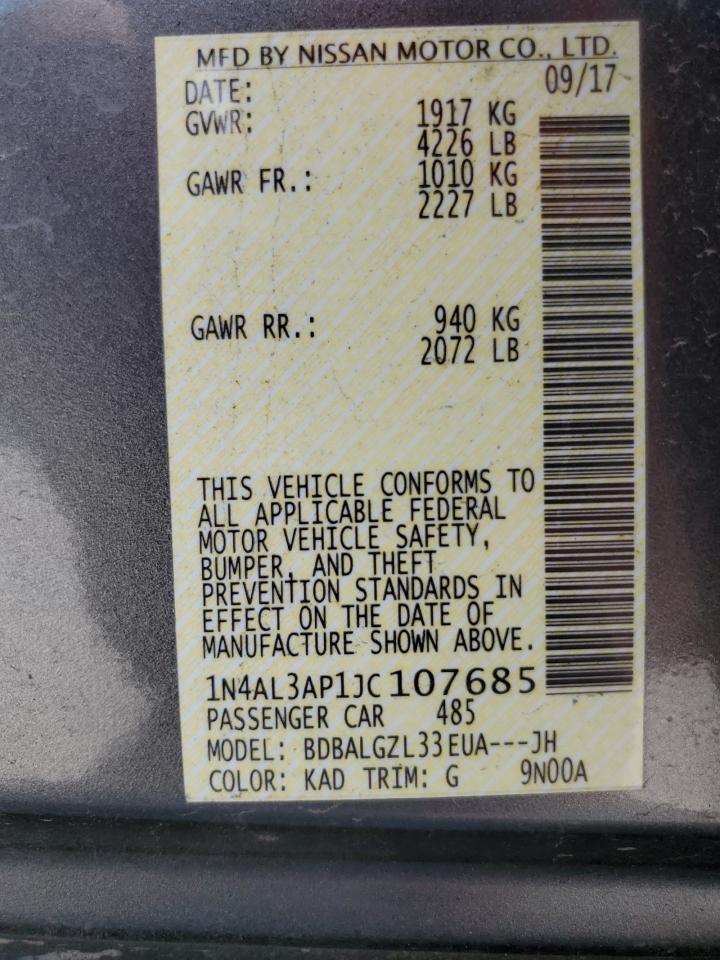 MFD BY NISSAN MOTOR CO., LTD.
DATE: 09/17
GVWR: 1917 KG
4226 LB
GAWR FR.: 1010 KG
2227 LB
GAWR RR.: 940 KG
2072 LB
THIS VEHICLE CONFORMS TO
ALL APPLICABLE FEDERAL
MOTOR VEHICLE SAFETY,
BUMPER, AND THEFT
PREVENTION STANDARDS IN
EFFECT ON THE DATE OF
MANUFACTURE SHOWN ABOVE.
1N4AL3AP1JC107685
PASSENGER CAR 485
MODEL: BDBALGZL33EUA---JH
COLOR: KAD TRIM: G 9N00A